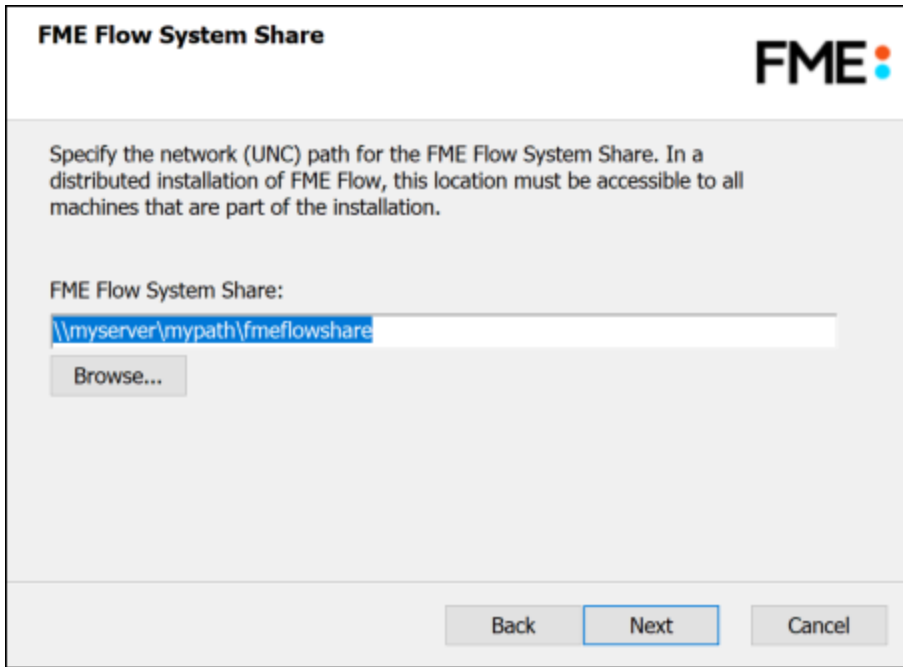 FME Flow System Share
FME
Specify the network (UNC) path for the FME Flow System Share. In a
distributed installation of FME Flow, this location must be accessible to all
machines that are part of the installation.
FME Flow System Share:
\\myserver\mypath\fmeflowshare
Browse...
Back
Next
Cancel